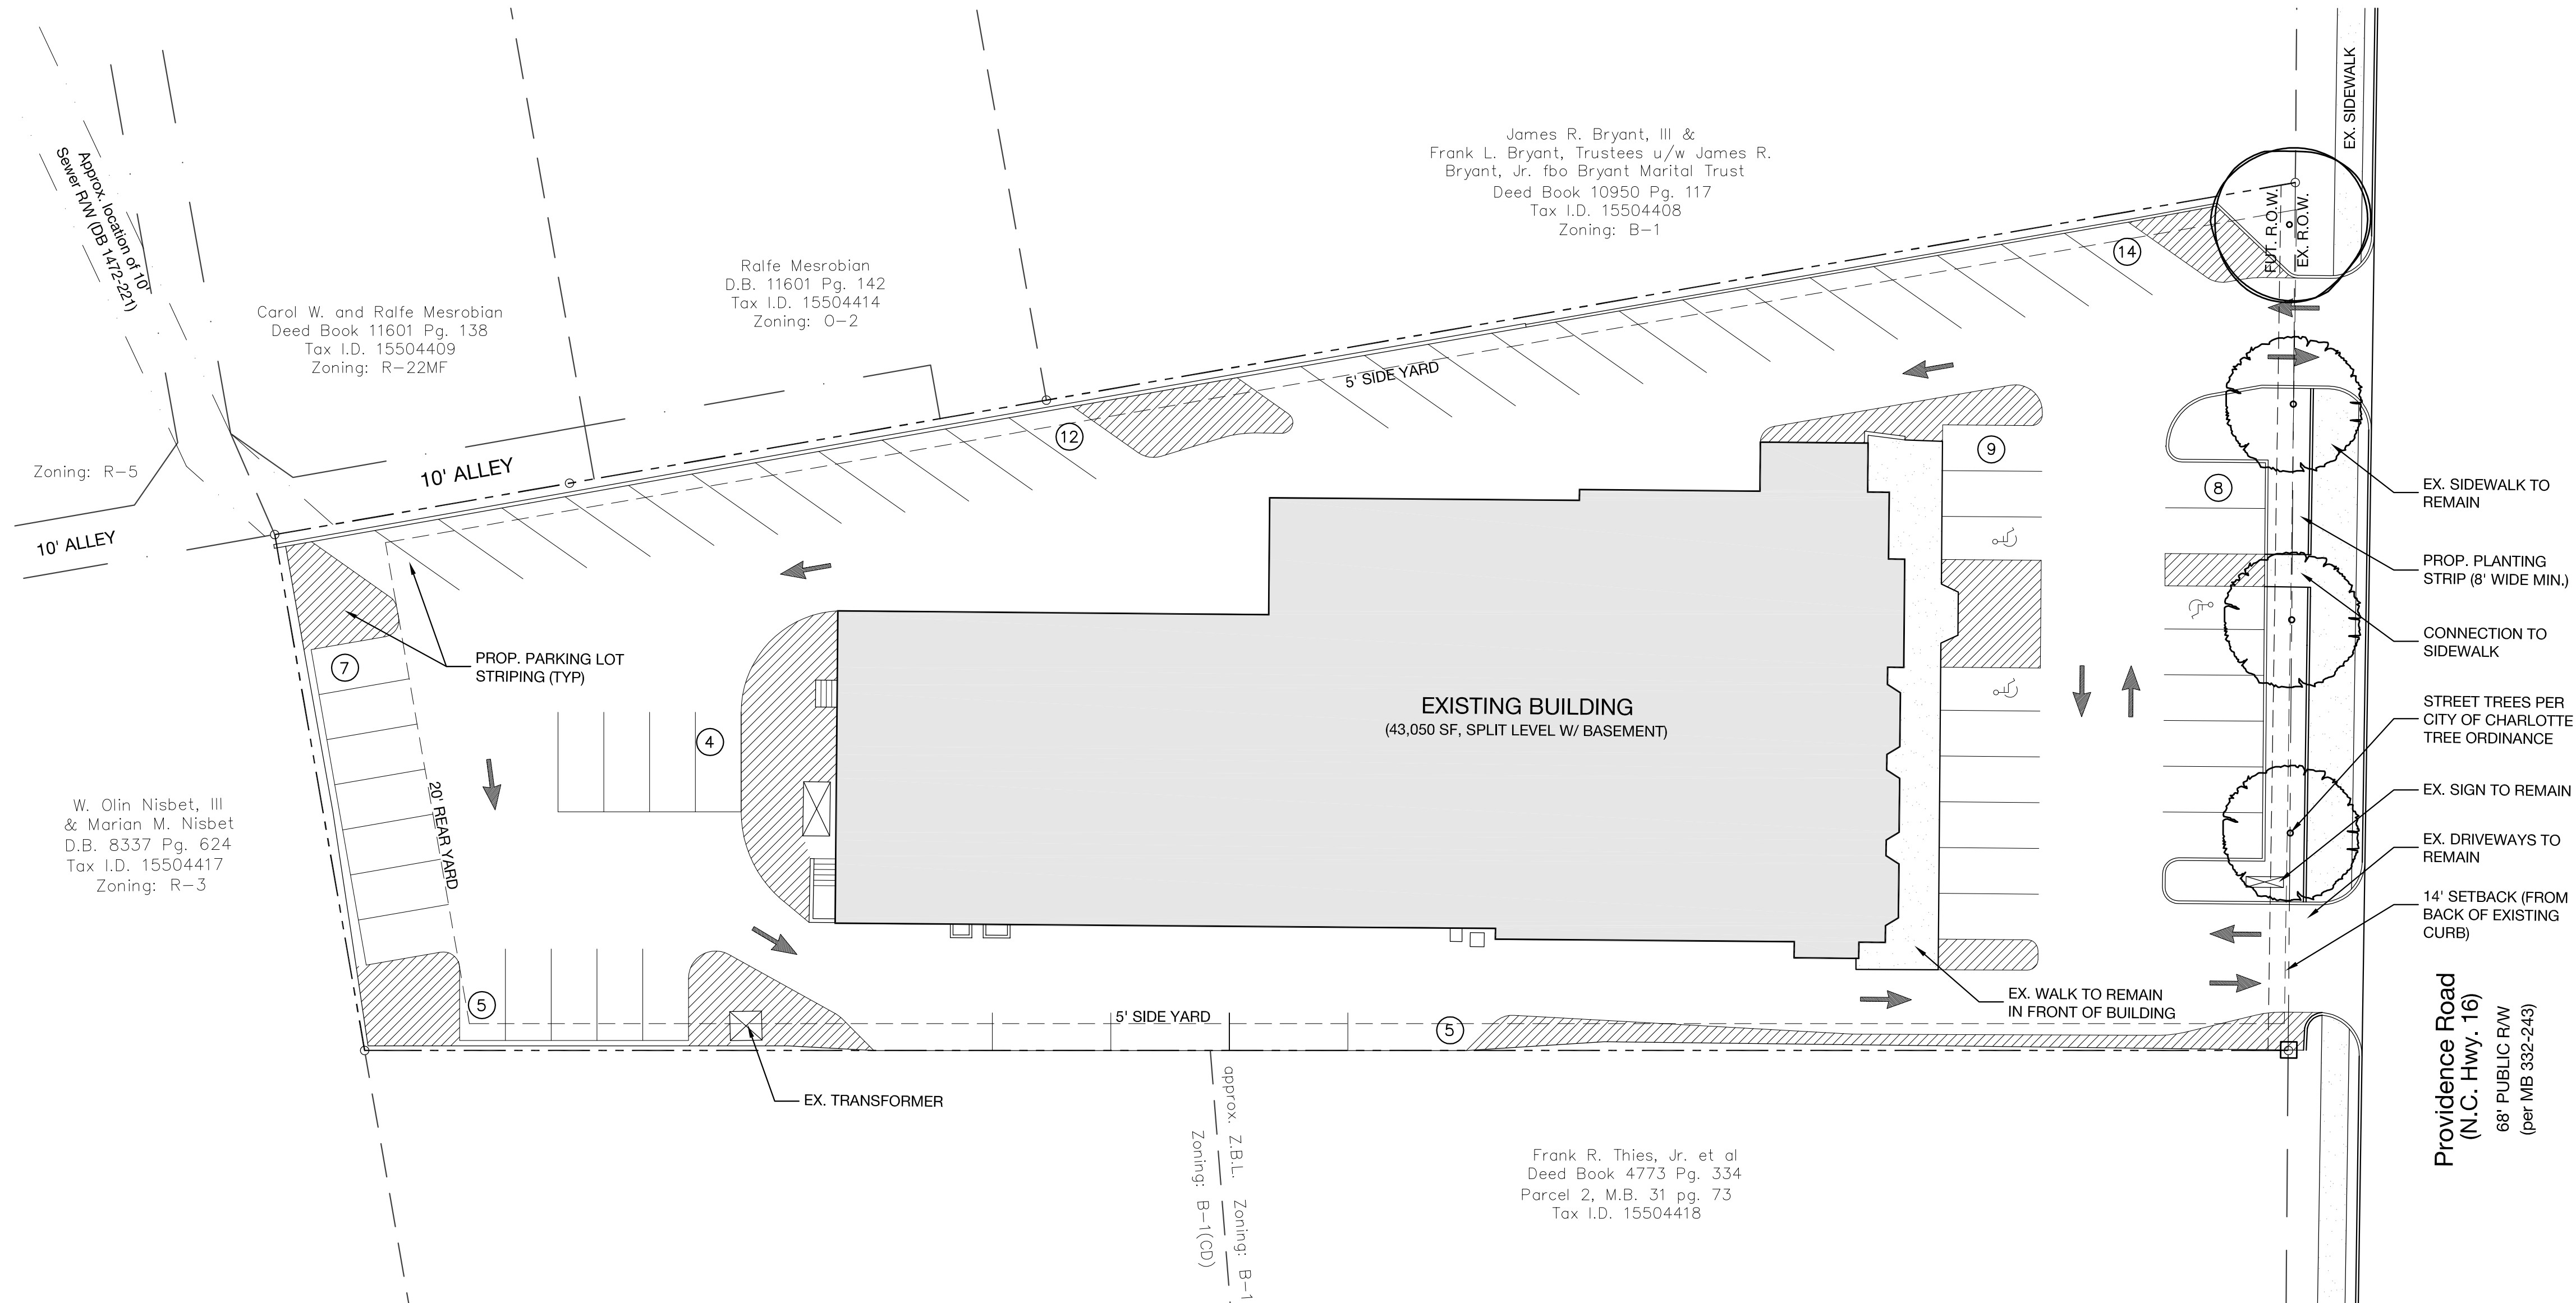 EX. SIDEWALK
James R. Bryant, III &
Frank L. Bryant, Trustees u/w James R.
Bryant, Jr. fbo Bryant Marital Trust
Deed Book 10950 Pg. 117
Tax I.D. 15504408
Zoning: B-1
Approx. location of 10'
Sewer R/W (DB 1472-221)
FUT. R.O.W.
EX. R.O.W.
14
Ralfe Mesrobian
D.B. 11601 Pg. 142
Tax I.D. 15504414
Zoning: O-2
Carol W. and Ralfe Mesrobian
Deed Book 11601 Pg. 138
Tax I.D. 15504409
Zoning: R-22MF
5' SIDE YARD
12
9
10' ALLEY
Zoning: R-5
8
EX. SIDEWALK TO
REMAIN
10' ALLEY
PROP. PLANTING
STRIP (8' WIDE MIN.)
CONNECTION TO
SIDEWALK
7
PROP. PARKING LOT
STRIPING (TYP)
4
EXISTING BUILDING
(43,050 SF, SPLIT LEVEL W/ BASEMENT)
STREET TREES PER
CITY OF CHARLOTTE
TREE ORDINANCE
EX. SIGN TO REMAIN
W. Olin Nisbet, III
& Marian M. Nisbet
D.B. 8337 Pg. 624
Tax I.D. 15504417
Zoning: R-3
20' REAR YARD
EX. DRIVEWAYS TO
REMAIN
14' SETBACK (FROM
BACK OF EXISTING
CURB)
5
5' SIDE YARD
5
EX. WALK TO REMAIN
IN FRONT OF BUILDING
Providence Road
(N.C. Hwy. 16)
68' PUBLIC R/W
(per MB 332-243)
EX. TRANSFORMER
approx. Z.B.L.
Zoning: B-1
Zoning: B-1(CD)
Frank R. Thies, Jr. et al
Deed Book 4773 Pg. 334
Parcel 2, M.B. 31 pg. 73
Tax I.D. 15504418